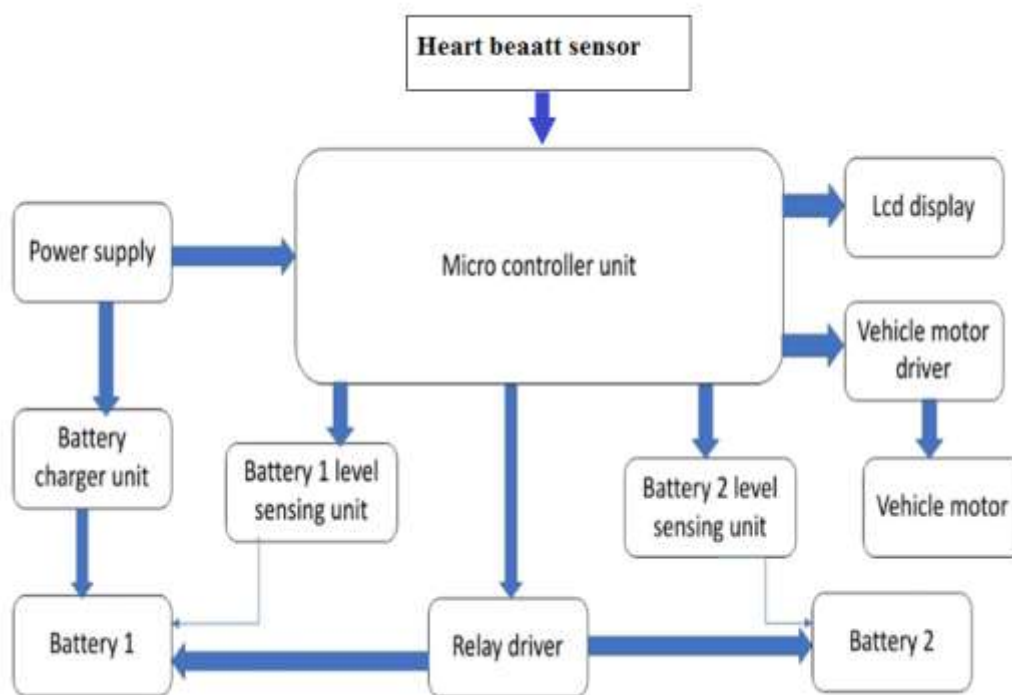 Heart beaatt sensor
Lcd display
Power supply
Micro controller unit
Vehicle motor
driver
Battery
charger unit
Battery 1 level
sensing unit
Battery 2 level
sensing unit
Vehicle motor
Battery 1
Relay driver
Battery 2